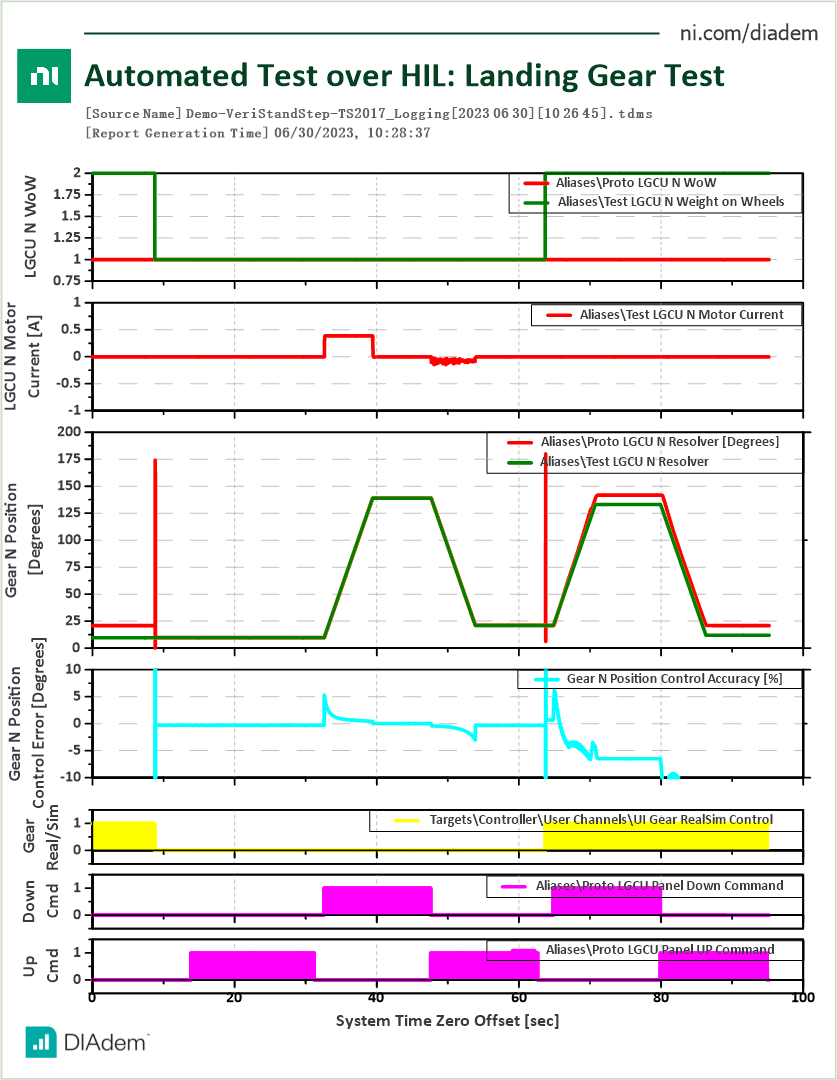 ni.com/diadem
ni
Automated Test over HIL: Landing Gear Test
[Source Name] Demo-VeriStandStep-TS2017_Logging[2023 06 30][10 26 45].tdms
[Report Generation Time] 06/30/2023, 10:28:37
LGCU N WoW
2
1.75
1.5
1.25
1
0.75
Aliases\Proto LGCU N WoW
Aliases\Test LGCU N Weight on Wheels
LGCU N Motor
Current [A]
1
0.5
0
-0.5
-1
Aliases\Test LGCU N Motor Current
Gear N Position
[Degrees]
200
175
150
125
100
75
50
25
0
Aliases\Proto LGCU N Resolver [Degrees]
Aliases\Test LGCU N Resolver
Gear N Position
Control Error [Degrees]
10
5
0
-5
-10
Gear N Position Control Accuracy [%]
Gear
Real/Sim
1
0
Targets\Controller\User Channels\UI Gear RealSim Control
Down
Cmd
1
0
Aliases\Proto LGCU Panel Down Command
Up
Cmd
1
0
Aliases\Proto LGCU Panel UP Command
0 20 40 60 80 100
System Time Zero Offset [sec]
DIAdem™